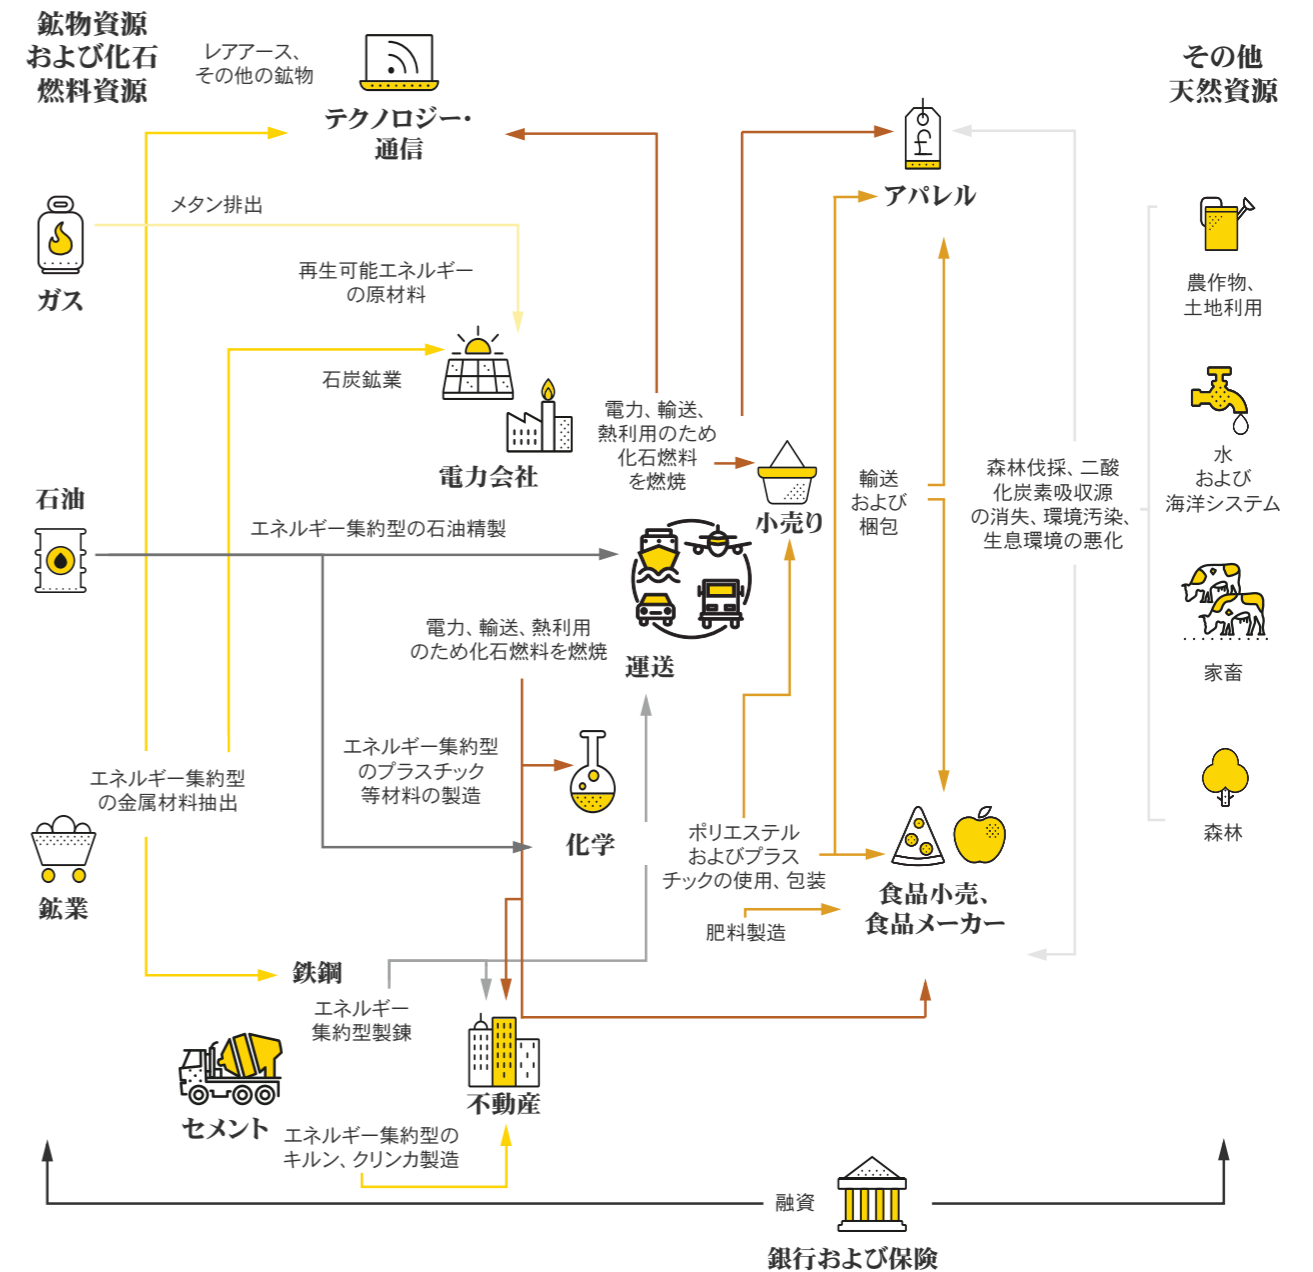 鉱物資源
および化石
燃料資源
レアアース、
その他の鉱物
テクノロジー・
通信
その他
天然資源
アパレル
メタン排出
ガス
再生可能エネルギー
の原材料
農作物、
土地利用
石炭鉱業
電力会社
電力、輸送、
熱利用のため
化石燃料
を燃焼
小売り
輸送
および
梱包
森林伐採、二酸
化炭素吸収源
の消失、環境汚染、
生息環境の悪化
水
および
海洋システム
石油
エネルギー集約型の石油精製
運送
電力、輸送、熱利用
のため化石燃料を燃焼
家畜
エネルギー集約型
の金属材料抽出
エネルギー集約型
のプラスチック
等材料の製造
化学
鉱業
ポリエステル
およびプラス
チックの使用、包装
肥料製造
食品小売、
食品メーカー
森林
鉄鋼
エネルギー
集約型製錬
不動産
セメント
エネルギー集約型の
キルン、クリンカ製造
融資
銀行および保険